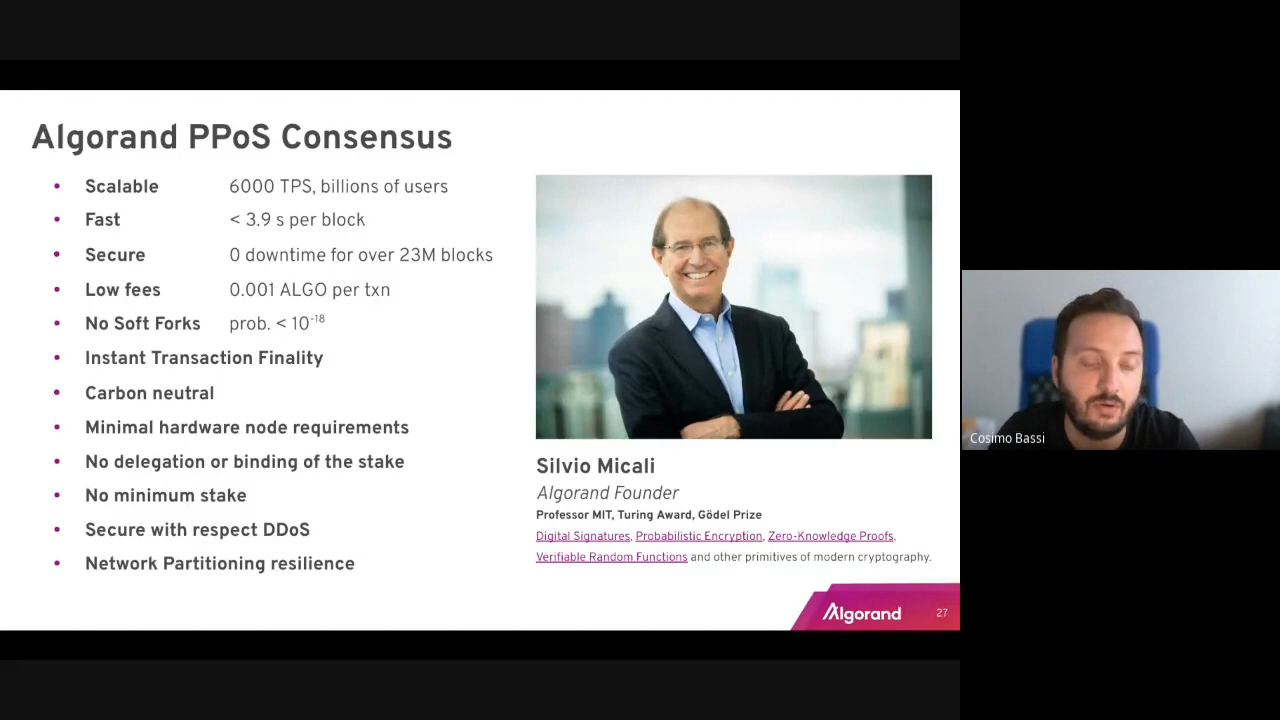 Algorand PPoS Consensus
• Scalable 6000 TPS, billions of users
• Fast < 3.9 s per block
• Secure 0 downtime for over 23M blocks
• Low fees 0.001 ALGO per txn
• No Soft Forks prob. < 10⁻¹⁸
• Instant Transaction Finality
• Carbon neutral
• Minimal hardware node requirements
• No delegation or binding of the stake
• No minimum stake
• Secure with respect DDoS
• Network Partitioning resilience
Silvio Micali
Algorand Founder
Professor MIT, Turing Award, Gödel Prize
Digital Signatures, Probabilistic Encryption, Zero-Knowledge Proofs,
Verifiable Random Functions and other primitives of modern cryptography.
Algorand
27
Cosimo Bassi